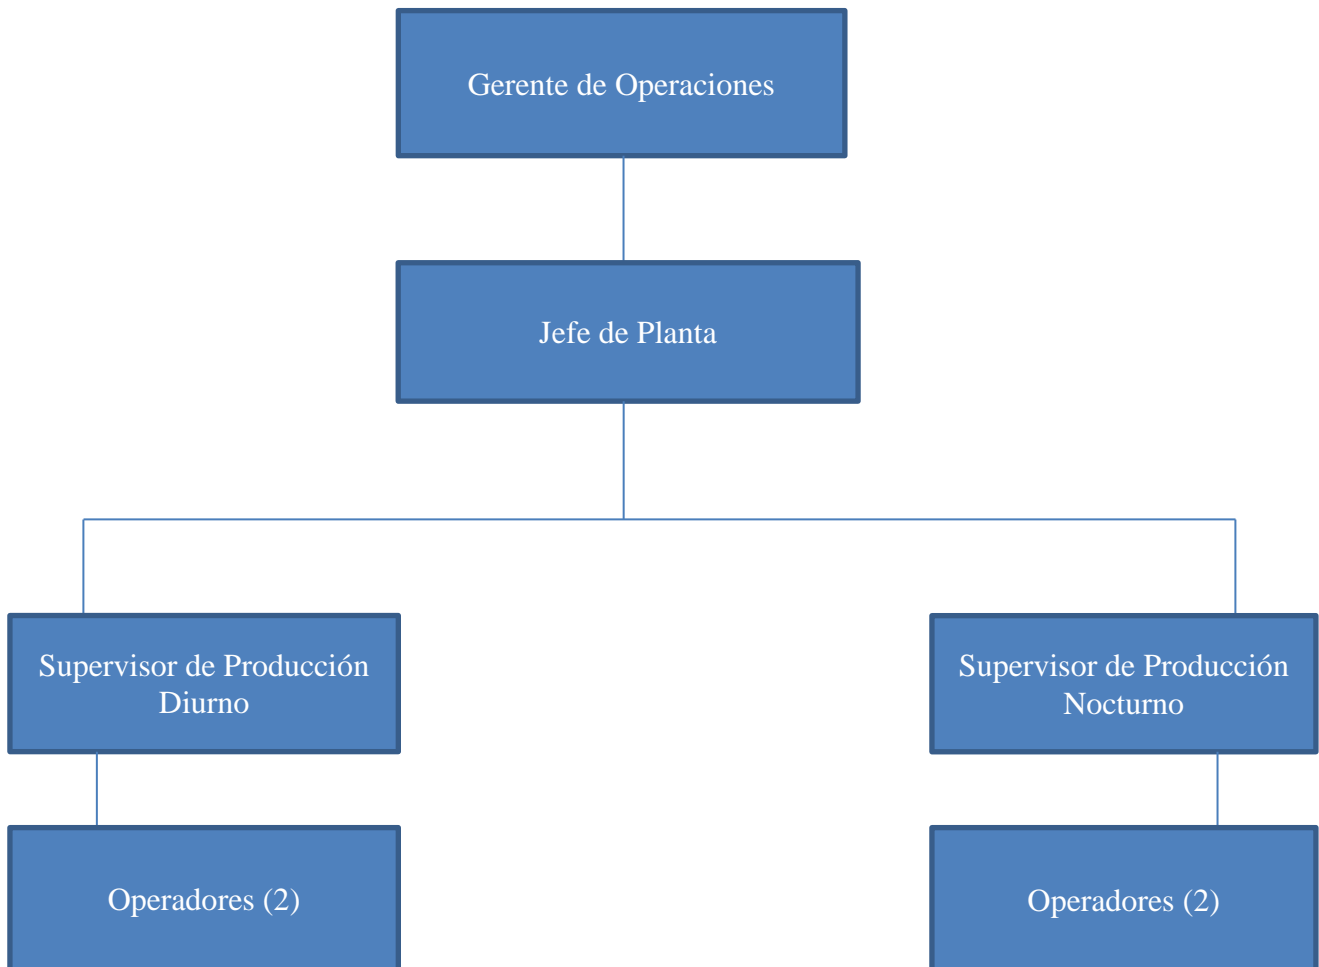 Gerente de Operaciones
Jefe de Planta
Supervisor de Producción
Diurno
Supervisor de Producción
Nocturno
Operadores (2)
Operadores (2)